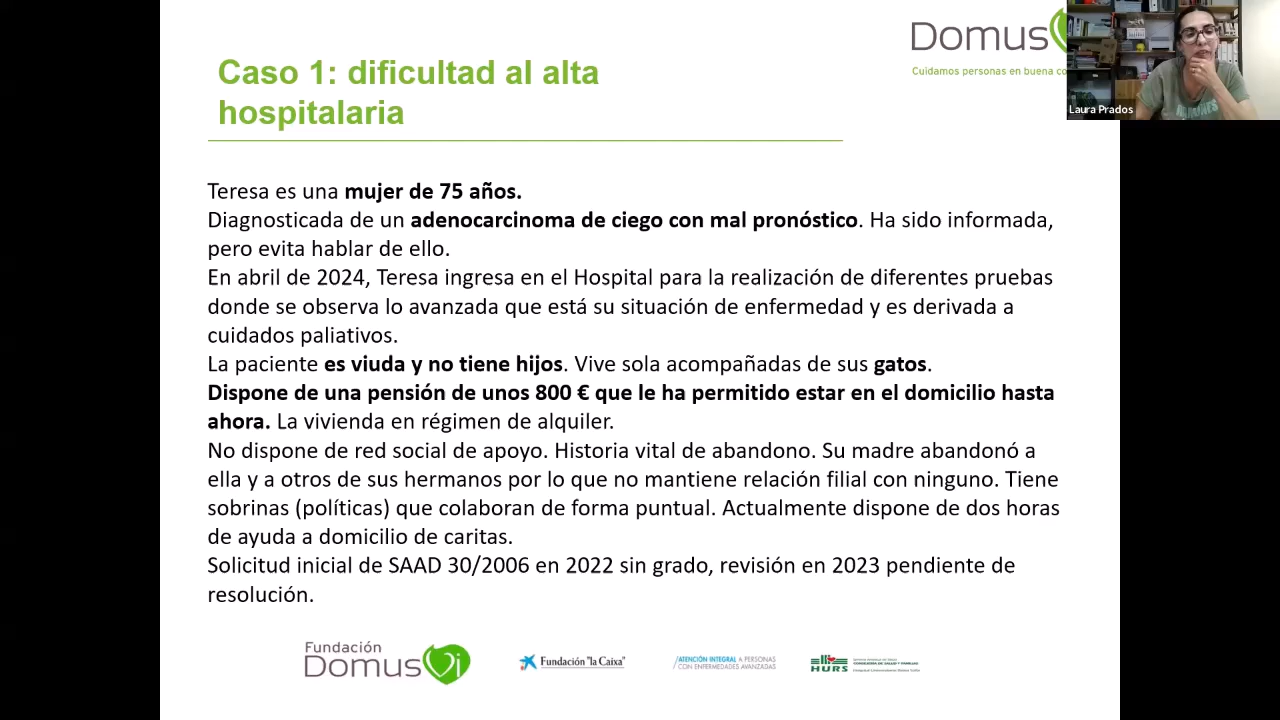 Domus
Cuidamos personas en buena co
Laura Prados
Caso 1: dificultad al alta
hospitalaria
Teresa es una mujer de 75 años.
Diagnosticada de un adenocarcinoma de ciego con mal pronóstico. Ha sido informada,
pero evita hablar de ello.
En abril de 2024, Teresa ingresa en el Hospital para la realización de diferentes pruebas
donde se observa lo avanzada que está su situación de enfermedad y es derivada a
cuidados paliativos.
La paciente es viuda y no tiene hijos. Vive sola acompañadas de sus gatos.
Dispone de una pensión de unos 800 € que le ha permitido estar en el domicilio hasta
ahora. La vivienda en régimen de alquiler.
No dispone de red social de apoyo. Historia vital de abandono. Su madre abandonó a
ella y a otros de sus hermanos por lo que no mantiene relación filial con ninguno. Tiene
sobrinas (políticas) que colaboran de forma puntual. Actualmente dispone de dos horas
de ayuda a domicilio de caritas.
Solicitud inicial de SAAD 30/2006 en 2022 sin grado, revisión en 2023 pendiente de
resolución.
Fundación
DomusVi
Fundación "la Caixa"
ATENCIÓN INTEGRAL A PERSONAS
CON ENFERMEDADES AVANZADAS
HURS